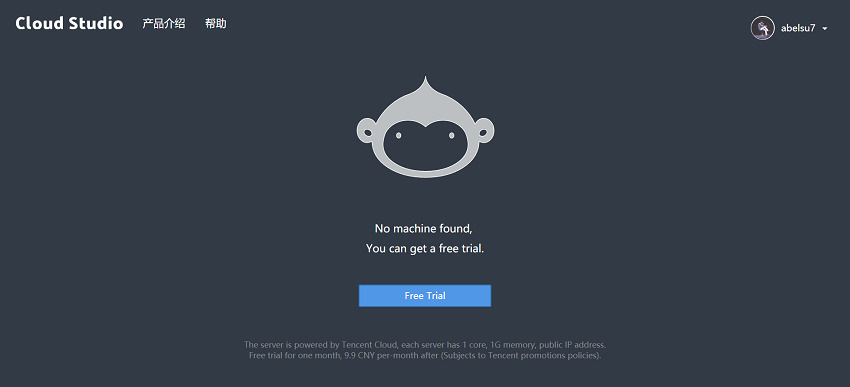 Cloud Studio 产品介绍 帮助 abelsu7
No machine found,
You can get a free trial.
Free Trial
The server is powered by Tencent Cloud, each server has 1 core, 1G memory, public IP address.
Free trial for one month, 9.9 CNY per-month after (Subjects to Tencent promotions policies).